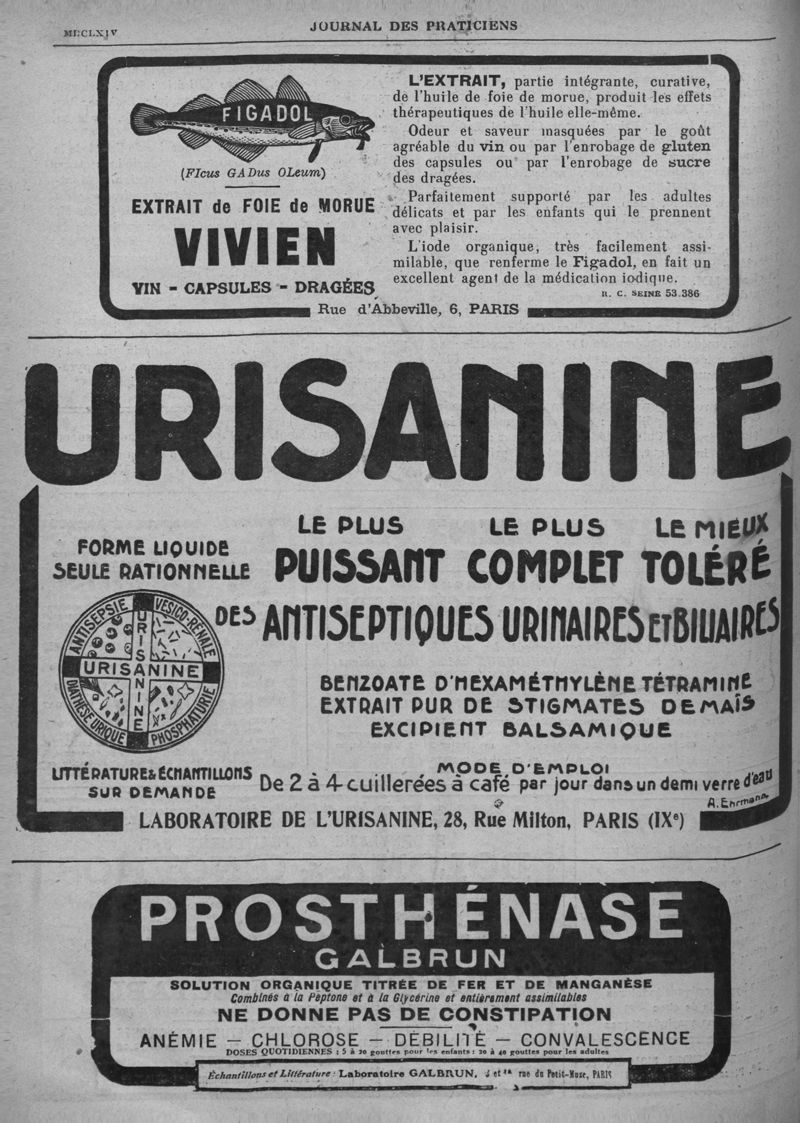 MDCLXIV
JOURNAL DES PRATICIENS
FIGADOL
(FIcus GADus OLeum)
EXTRAIT de FOIE de MORUE
VIVIEN
VIN - CAPSULES - DRAGÉES
L'EXTRAIT, partie intégrante, curative,
de l'huile de foie de morue, produit les effets
thérapeutiques de l'huile elle-même.
Odeur et saveur masquées par le goût
agréable du vin ou par l'enrobage de gluten
des capsules ou par l'enrobage de sucre
des dragées.
Parfaitement supporté par les adultes
délicats et par les enfants qui le prennent
avec plaisir.
L'iode organique, très facilement assi-
milable, que renferme le Figadol, en fait un
excellent agent de la médication iodique.
R. C. SEINE 53.386
Rue d'Abbeville, 6, PARIS
URISANINE
FORME LIQUIDE
SEULE RATIONNELLE
LE PLUS LE PLUS LE MIEUX
PUISSANT COMPLET TOLÉRÉ
DES ANTISEPTIQUES URINAIRES ET BILIAIRES
ANTISEPSIE VESICO-RÉNALE
URISANINE
URISANINE
DIATHÈSE URIQUE PHOSPHATURIE
BENZOATE D'HEXAMÉTHYLÈNE TÉTRAMINE
EXTRAIT PUR DE STIGMATES DE MAÏS
EXCIPIENT BALSAMIQUE
LITTÉRATURE & ÉCHANTILLONS
SUR DEMANDE
MODE D'EMPLOI
De 2 à 4 cuillerées à café par jour dans un demi verre d'eau
A. Ehrmann
LABORATOIRE DE L'URISANINE, 28, Rue Milton, PARIS (IXe)
PROSTHÉNASE
GALBRUN
SOLUTION ORGANIQUE TITRÉE DE FER ET DE MANGANÈSE
Combinés à la Peptone et à la Glycérine et entièrement assimilables
NE DONNE PAS DE CONSTIPATION
ANÉMIE — CHLOROSE — DÉBILITÉ — CONVALESCENCE
DOSES QUOTIDIENNES : 5 à 20 gouttes pour les enfants : 20 à 40 gouttes pour les adultes
Échantillons et Littérature : Laboratoire GALBRUN, et rue du Petit-Musc, PARIS